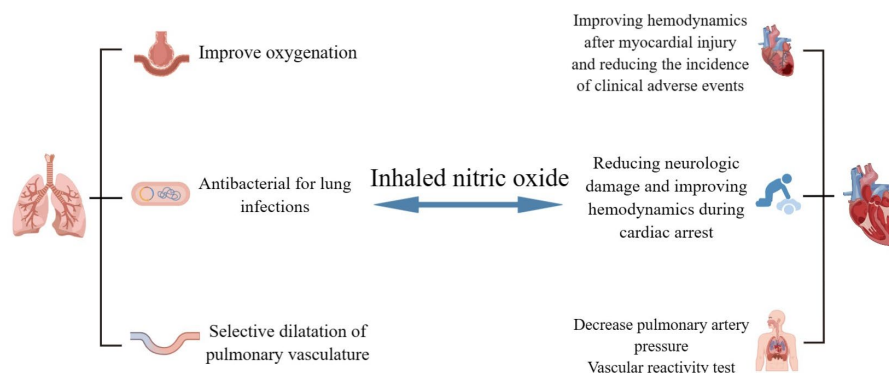 Improve oxygenation
Antibacterial for lung
infections
Selective dilatation of
pulmonary vasculature
Inhaled nitric oxide
Improving hemodynamics
after myocardial injury
and reducing the incidence
of clinical adverse events
Reducing neurologic
damage and improving
hemodynamics during
cardiac arrest
Decrease pulmonary artery
pressure
Vascular reactivity test